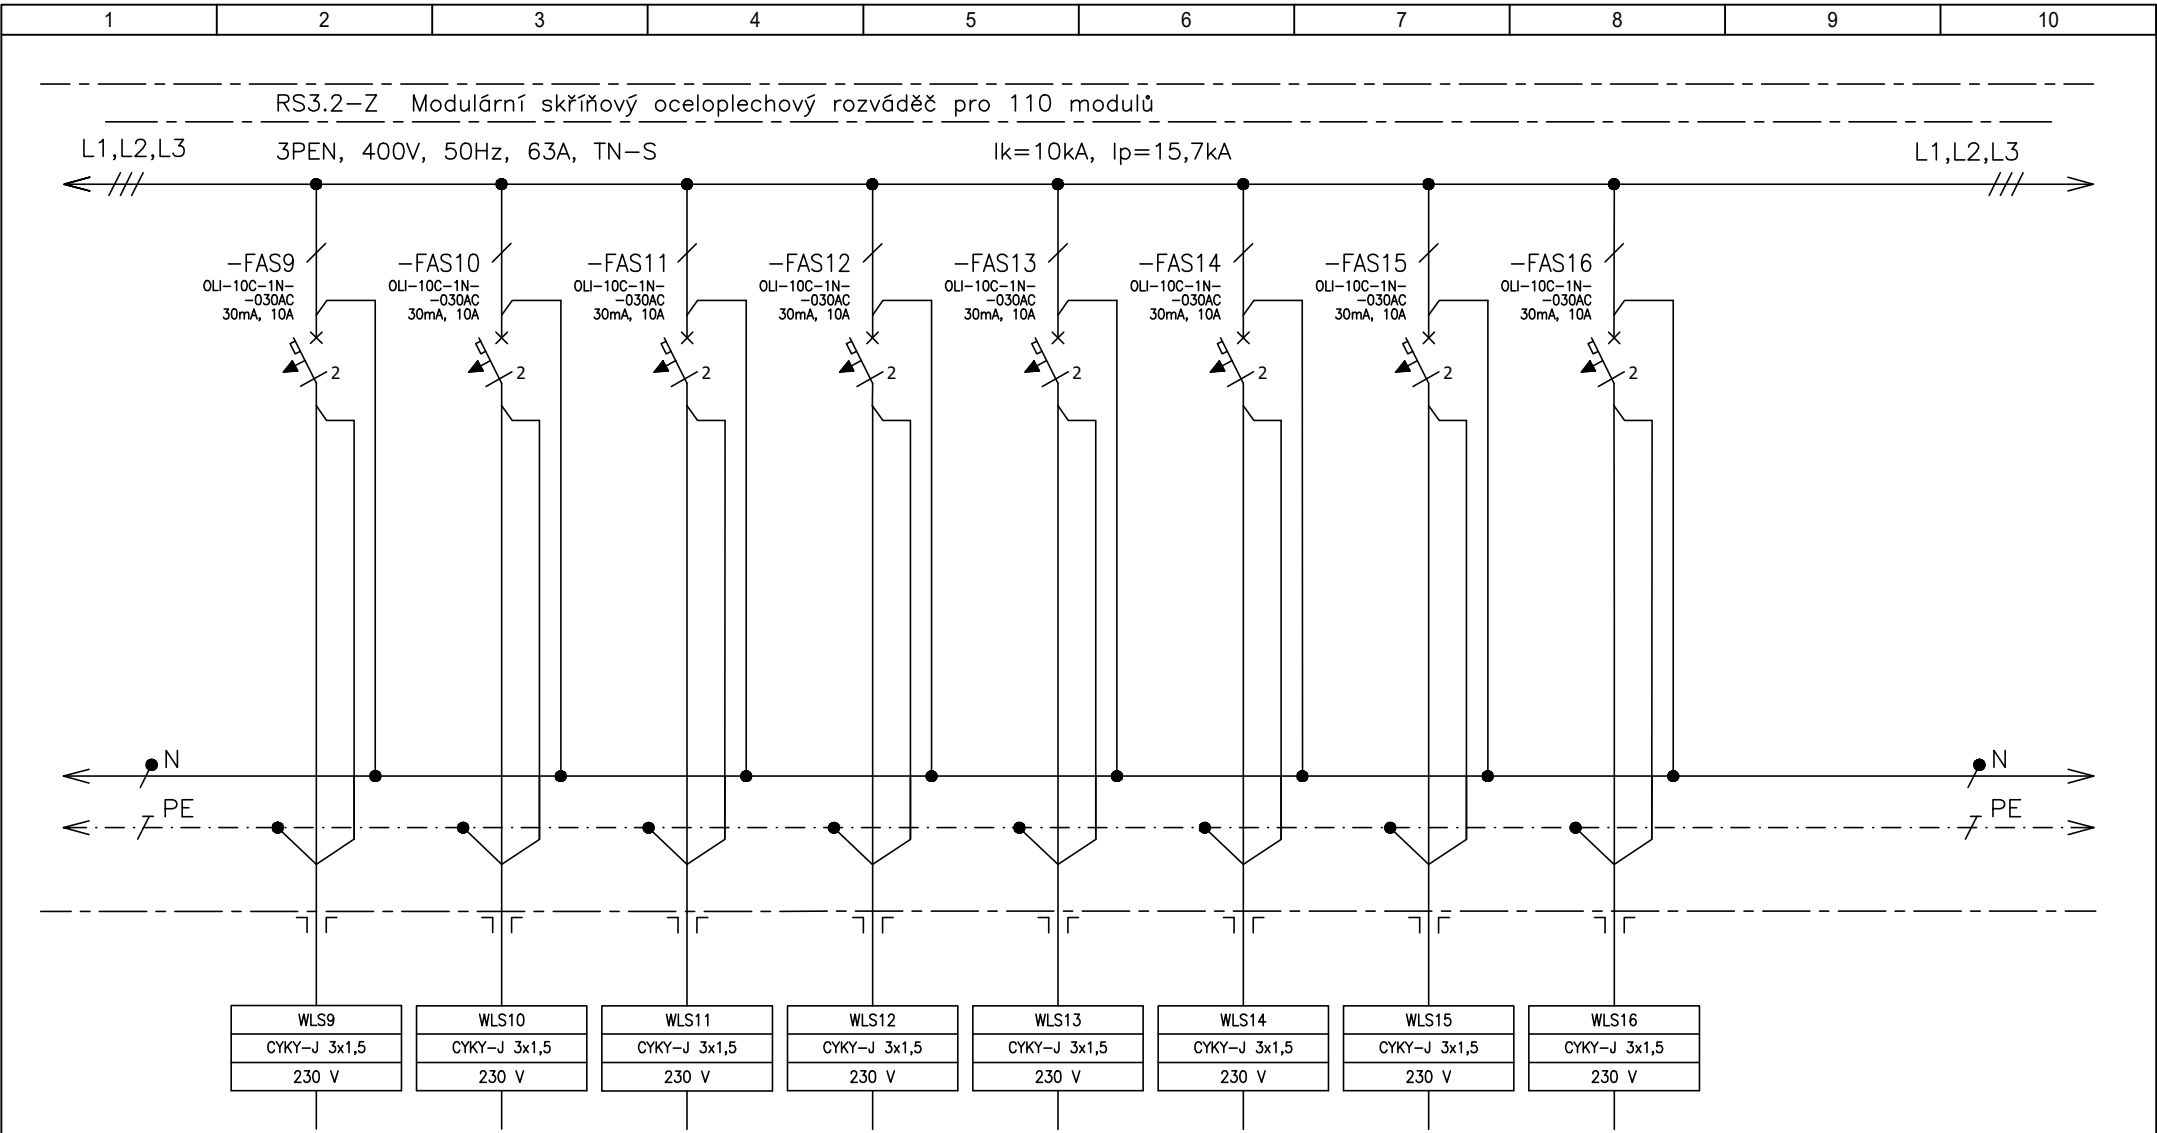 1 2 3 4 5 6 7 8 9 10
RS3.2-Z Modulární skříňový oceloplechový rozváděč pro 110 modulů
L1,L2,L3 3PEN, 400V, 50Hz, 63A, TN-S Ik=10kA, Ip=15,7kA L1,L2,L3
-FAS9 -FAS10 -FAS11 -FAS12 -FAS13 -FAS14 -FAS15 -FAS16
OLI-10C-1N- OLI-10C-1N- OLI-10C-1N- OLI-10C-1N- OLI-10C-1N- OLI-10C-1N- OLI-10C-1N- OLI-10C-1N-
-030AC -030AC -030AC -030AC -030AC -030AC -030AC -030AC
30mA, 10A 30mA, 10A 30mA, 10A 30mA, 10A 30mA, 10A 30mA, 10A 30mA, 10A 30mA, 10A
2 2 2 2 2 2 2 2
N N
PE PE
WLS9 WLS10 WLS11 WLS12 WLS13 WLS14 WLS15 WLS16
CYKY-J 3x1,5 CYKY-J 3x1,5 CYKY-J 3x1,5 CYKY-J 3x1,5 CYKY-J 3x1,5 CYKY-J 3x1,5 CYKY-J 3x1,5 CYKY-J 3x1,5
230 V 230 V 230 V 230 V 230 V 230 V 230 V 230 V